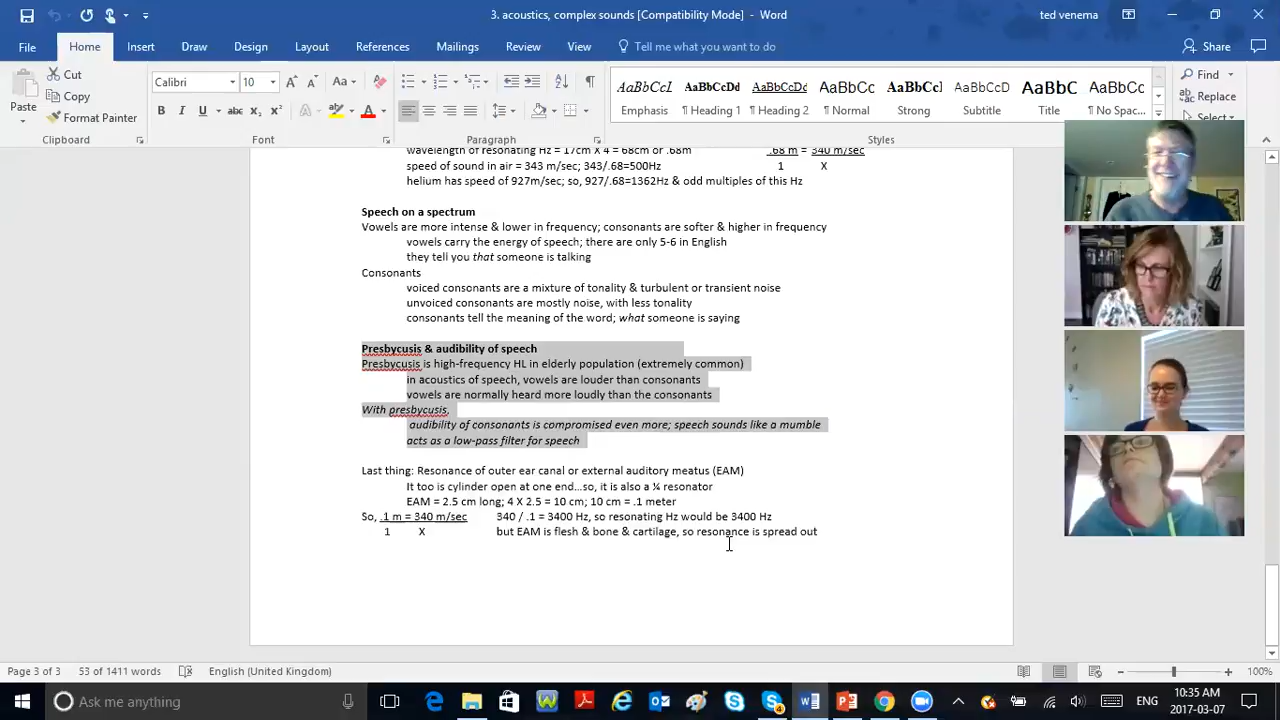 3. acoustics, complex sounds [Compatibility Mode] - Word
ted venema
File Home Insert Draw Design Layout References Mailings Review View Tell me what you want to do Share
Paste
Cut
Copy
Format Painter
Clipboard
Calibri 10
Font
Paragraph
AaBbCcI AaBbCcDd AaBbCcDd AaBbCc AaBbCcI AaBbCcD AaBbC AaBbCc
Emphasis ¶ Heading 1 ¶ Heading 2 ¶ Normal Strong Subtitle Title ¶ No Spac...
Styles
Find
Replace
Select
wavelength of resonating Hz = 17cm X 4 = 68cm or .68m .68 m = 340 m/sec
speed of sound in air = 343 m/s; 343/.68=500Hz 1 X
helium has speed of 927m/sec; so, 927/.68=1362Hz & odd multiples of this Hz
Speech on a spectrum
Vowels are more intense & lower in frequency; consonants are softer & higher in frequency
vowels carry the energy of speech; there are only 5-6 in English
they tell you that someone is talking
Consonants
voiced consonants are a mixture of tonality & turbulent or transient noise
unvoiced consonants are mostly noise, with less tonality
consonants tell the meaning of the word; what someone is saying
Presbycusis & audibility of speech
Presbycusis is high-frequency HL in elderly population (extremely common)
in acoustics of speech, vowels are louder than consonants
vowels are normally heard more loudly than the consonants
With presbycusis,
audibility of consonants is compromised even more; speech sounds like a mumble
acts as a low-pass filter for speech
Last thing: Resonance of outer ear canal or external auditory meatus (EAM)
It too is cylinder open at one end...so, it is also a ¼ resonator
EAM = 2.5 cm long; 4 X 2.5 = 10 cm; 10 cm = .1 meter
So, .1 m = 340 m/sec 340 / .1 = 3400 Hz, so resonating Hz would be 3400 Hz
1 X but EAM is flesh & bone & cartilage, so resonance is spread out
Page 3 of 3 53 of 1411 words English (United Kingdom) 100%
Ask me anything
ENG
10:35 AM
2017-03-07